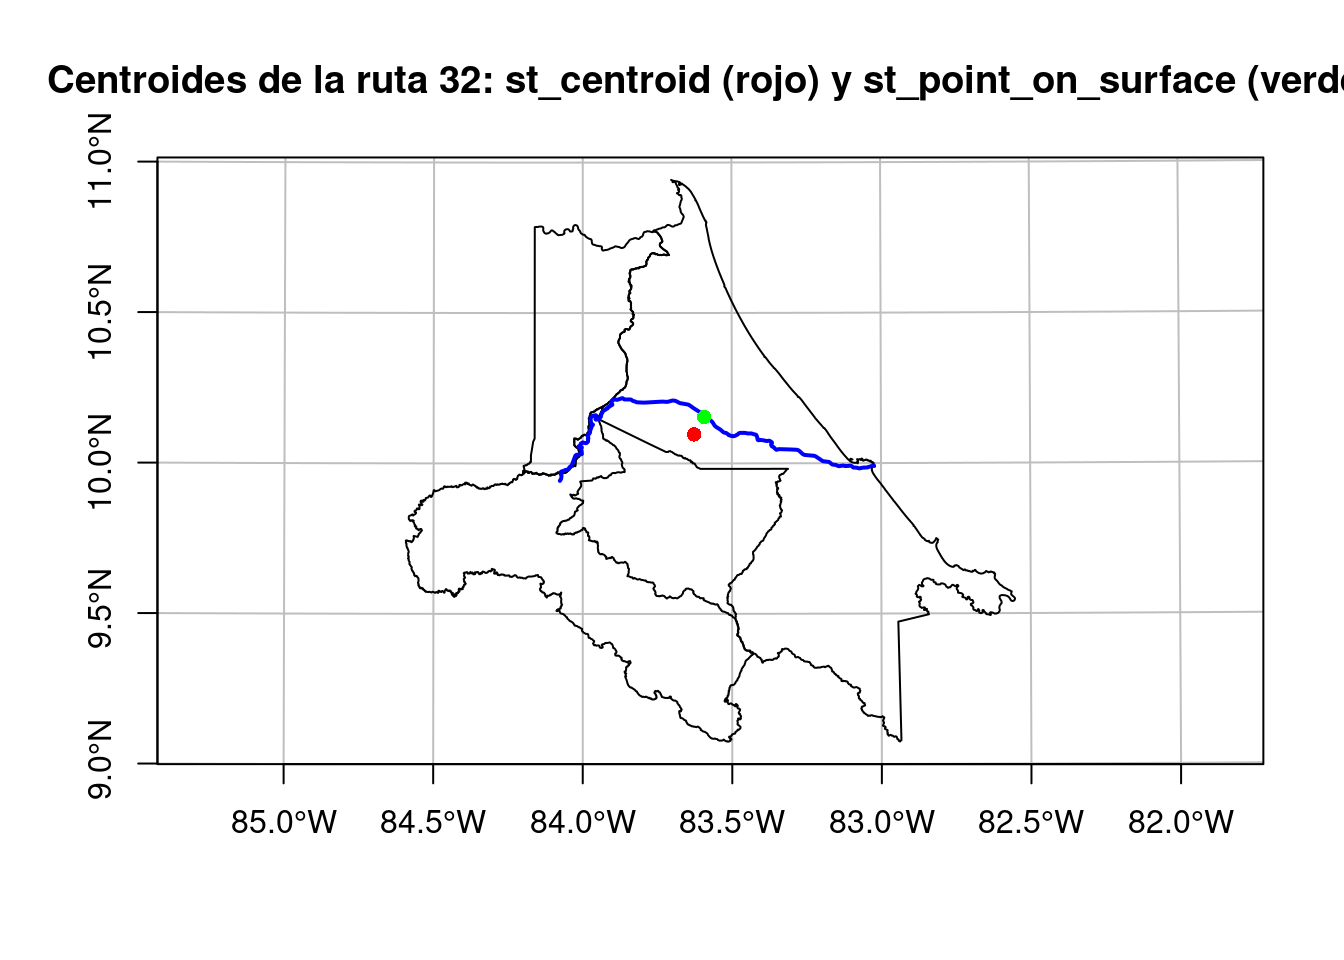 Centroides de la ruta 32: st_centroid (rojo) y st_point_on_surface (verde
11.0°N
10.5°N
10.0°N
9.5°N
9.0°N
85.0°W 84.5°W 84.0°W 83.5°W 83.0°W 82.5°W 82.0°W